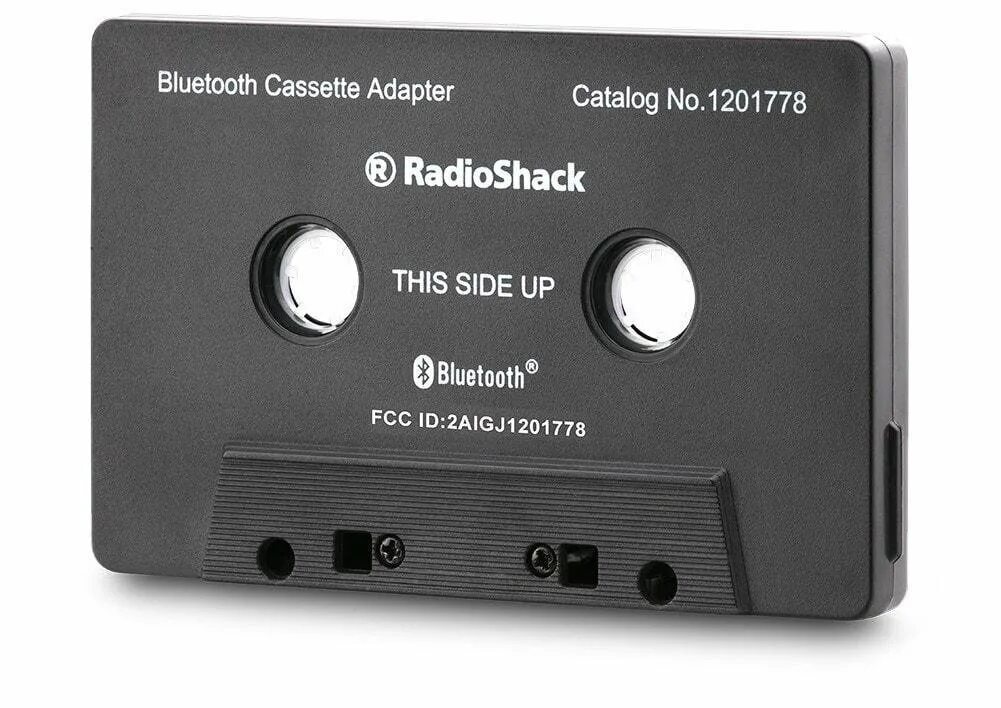 Bluetooth Cassette Adapter
Catalog No.1201778
® RadioShack
THIS SIDE UP
Bluetooth®
FCC ID:2AIGJ1201778